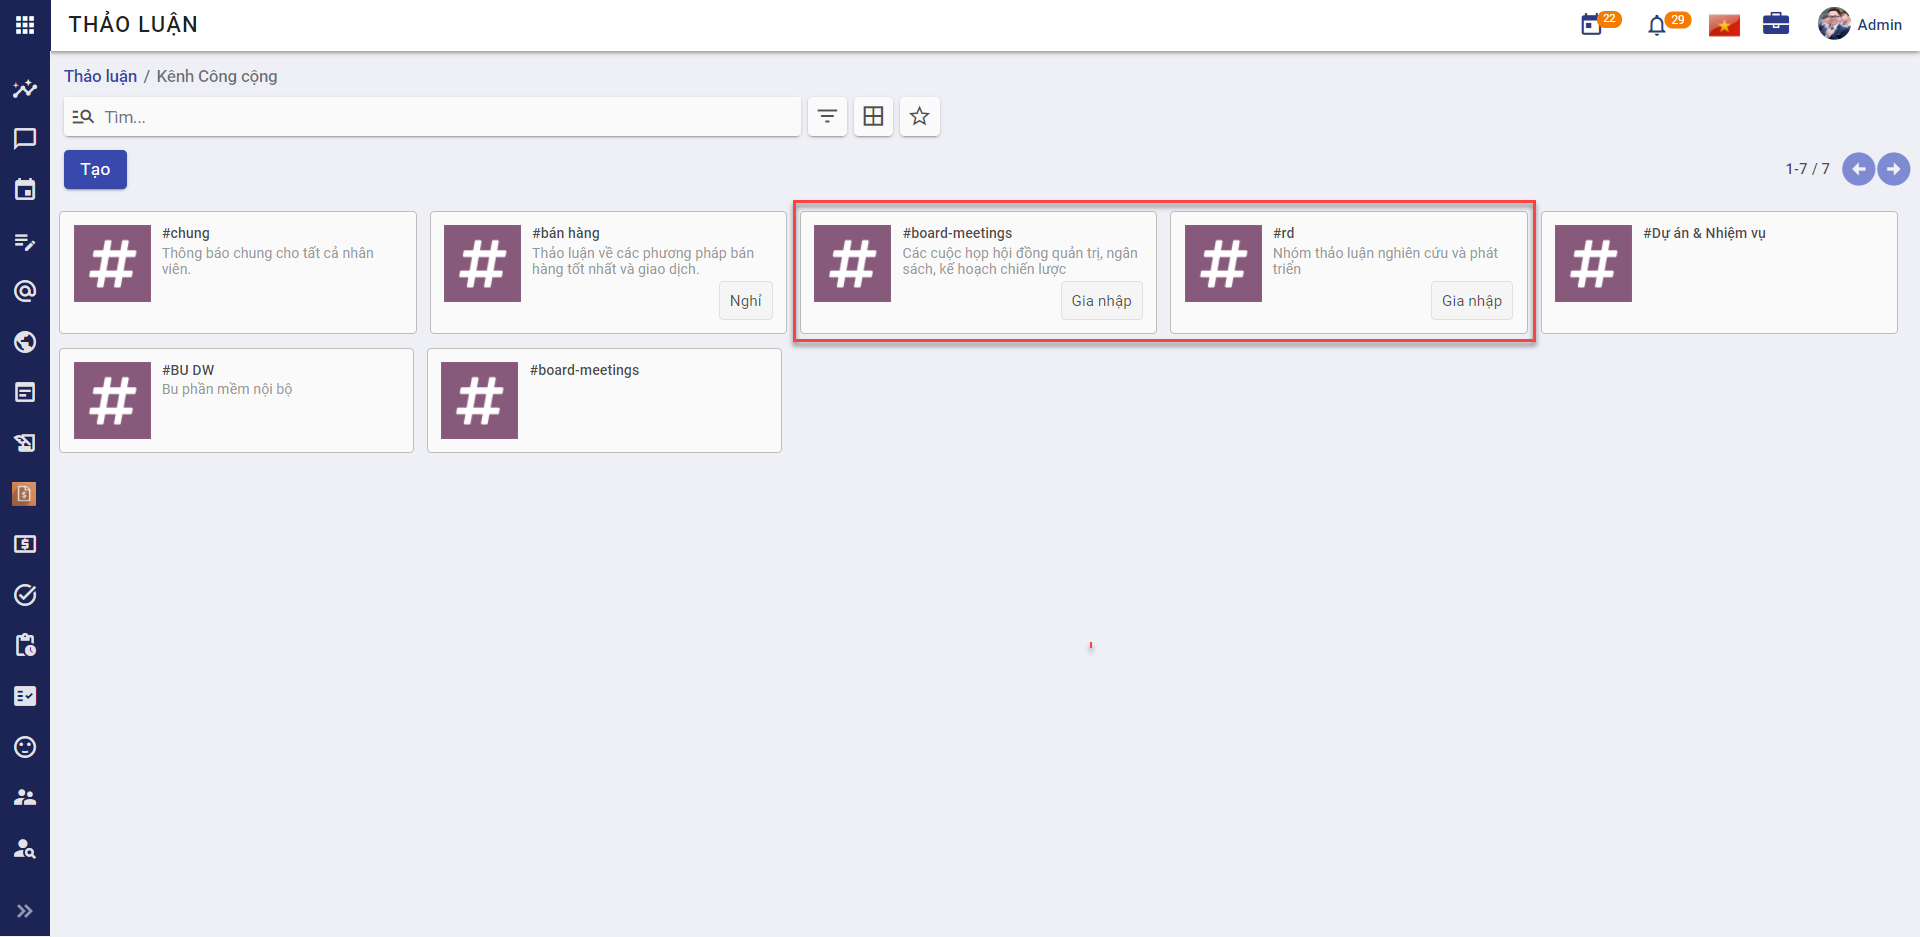 THẢO LUẬN
22
29
Admin
Thảo luận / Kênh Công cộng
Tìm...
Tạo
1-7 / 7
#chung
Thông báo chung cho tất cả nhân
viên.
#bán hàng
Thảo luận về các phương pháp bán
hàng tốt nhất và giao dịch.
Nghỉ
#board-meetings
Các cuộc họp hội đồng quản trị, ngân
sách, kế hoạch chiến lược
Gia nhập
#rd
Nhóm thảo luận nghiên cứu và phát
triển
Gia nhập
#Dự án & Nhiệm vụ
#BU DW
Bu phần mềm nội bộ
#board-meetings